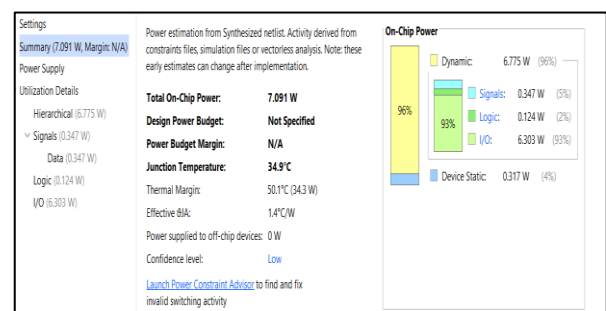 Settings
Summary (7.091 W, Margin: N/A)
Power Supply
Utilization Details
Hierarchical (6.775 W)
Signals (0.347 W)
Data (0.347 W)
Logic (0.124 W)
I/O (6.303 W)
Power estimation from Synthesized netlist. Activity derived from
constraints files, simulation files or vectorless analysis. Note: these
early estimates can change after implementation.
Total On-Chip Power: 7.091 W
Design Power Budget: Not Specified
Power Budget Margin: N/A
Junction Temperature: 34.9°C
Thermal Margin: 50.1°C (34.3 W)
Effective ϑJA: 1.4°C/W
Power supplied to off-chip devices: 0 W
Confidence level: Low
Launch Power Constraint Advisor to find and fix
invalid switching activity
On-Chip Power
Dynamic: 6.775 W (96%)
96%
93%
Signals: 0.347 W (5%)
Logic: 0.124 W (2%)
I/O: 6.303 W (93%)
Device Static: 0.317 W (4%)